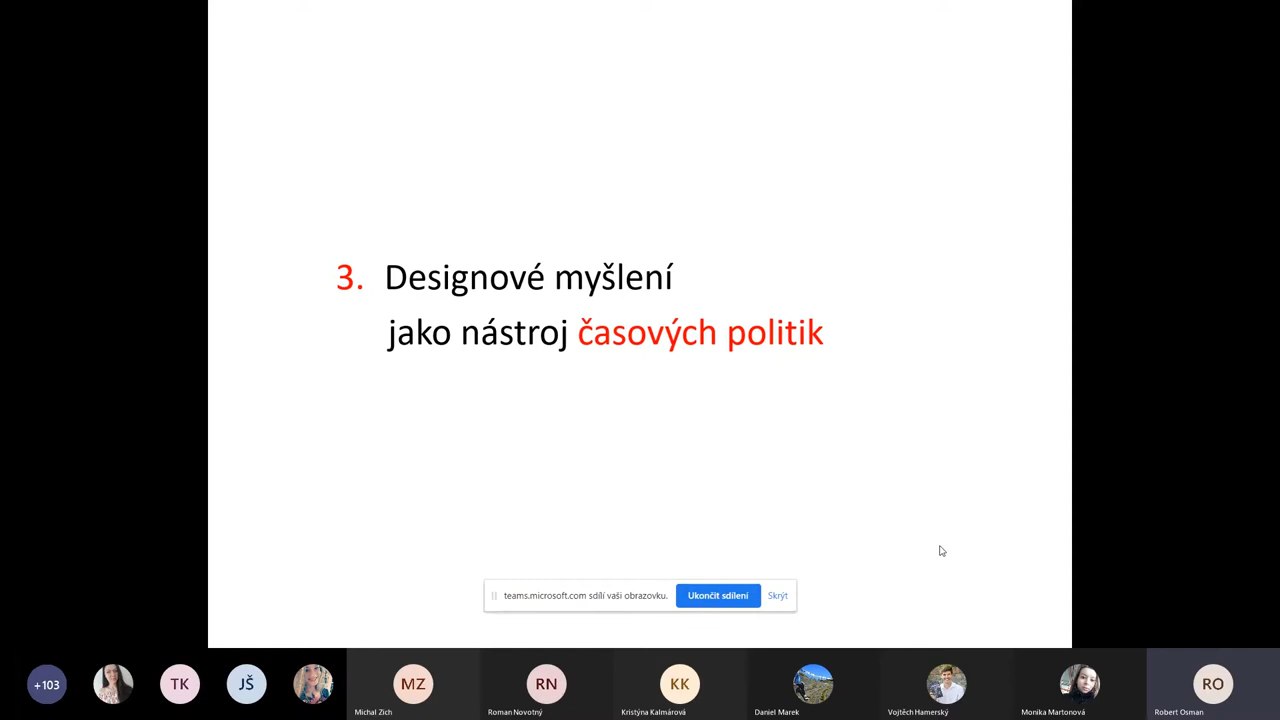 3. Designové myšlení
jako nástroj časových politik
teams.microsoft.com sdílí vaši obrazovku. Ukončit sdílení Skrýt
+103 TK JŠ MZ RN KK RO
Michal Zich Roman Novotný Kristýna Kalmárová Daniel Marek Vojtěch Hamerský Monika Martonová Robert Osman